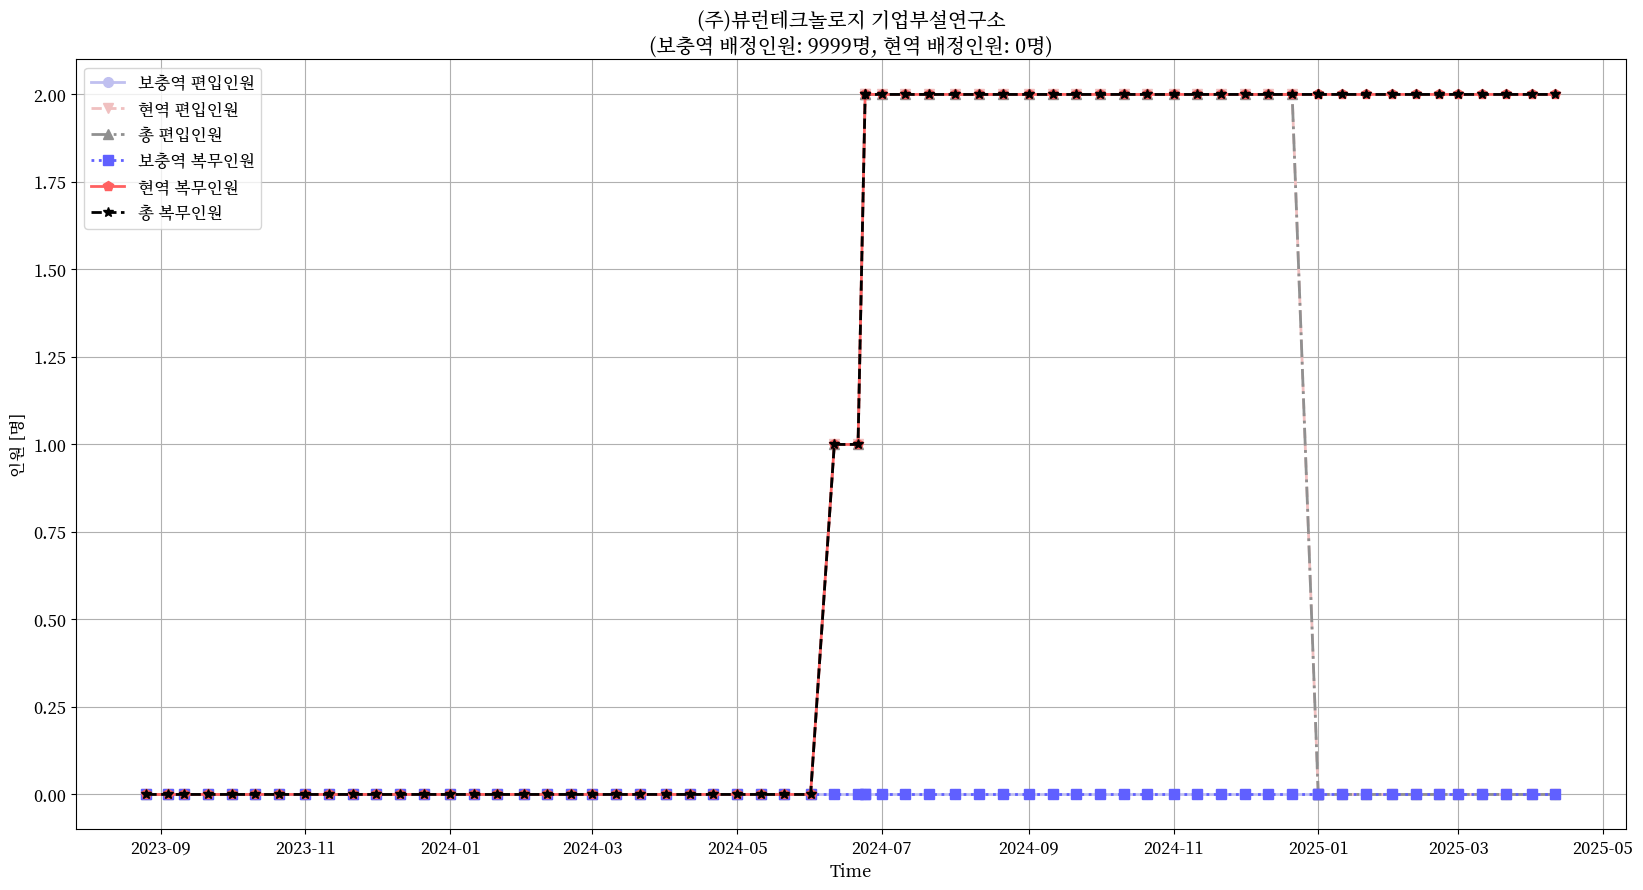 (주)뷰런테크놀로지 기업부설연구소
(보충역 배정인원: 9999명, 현역 배정인원: 0명)
보충역 편입인원
현역 편입인원
총 편입인원
보충역 복무인원
현역 복무인원
총 복무인원
2.00
1.75
1.50
1.25
1.00
0.75
0.50
0.25
0.00
인원 [명]
2023-09
2023-11
2024-01
2024-03
2024-05
2024-07
2024-09
2024-11
2025-01
2025-03
2025-05
Time